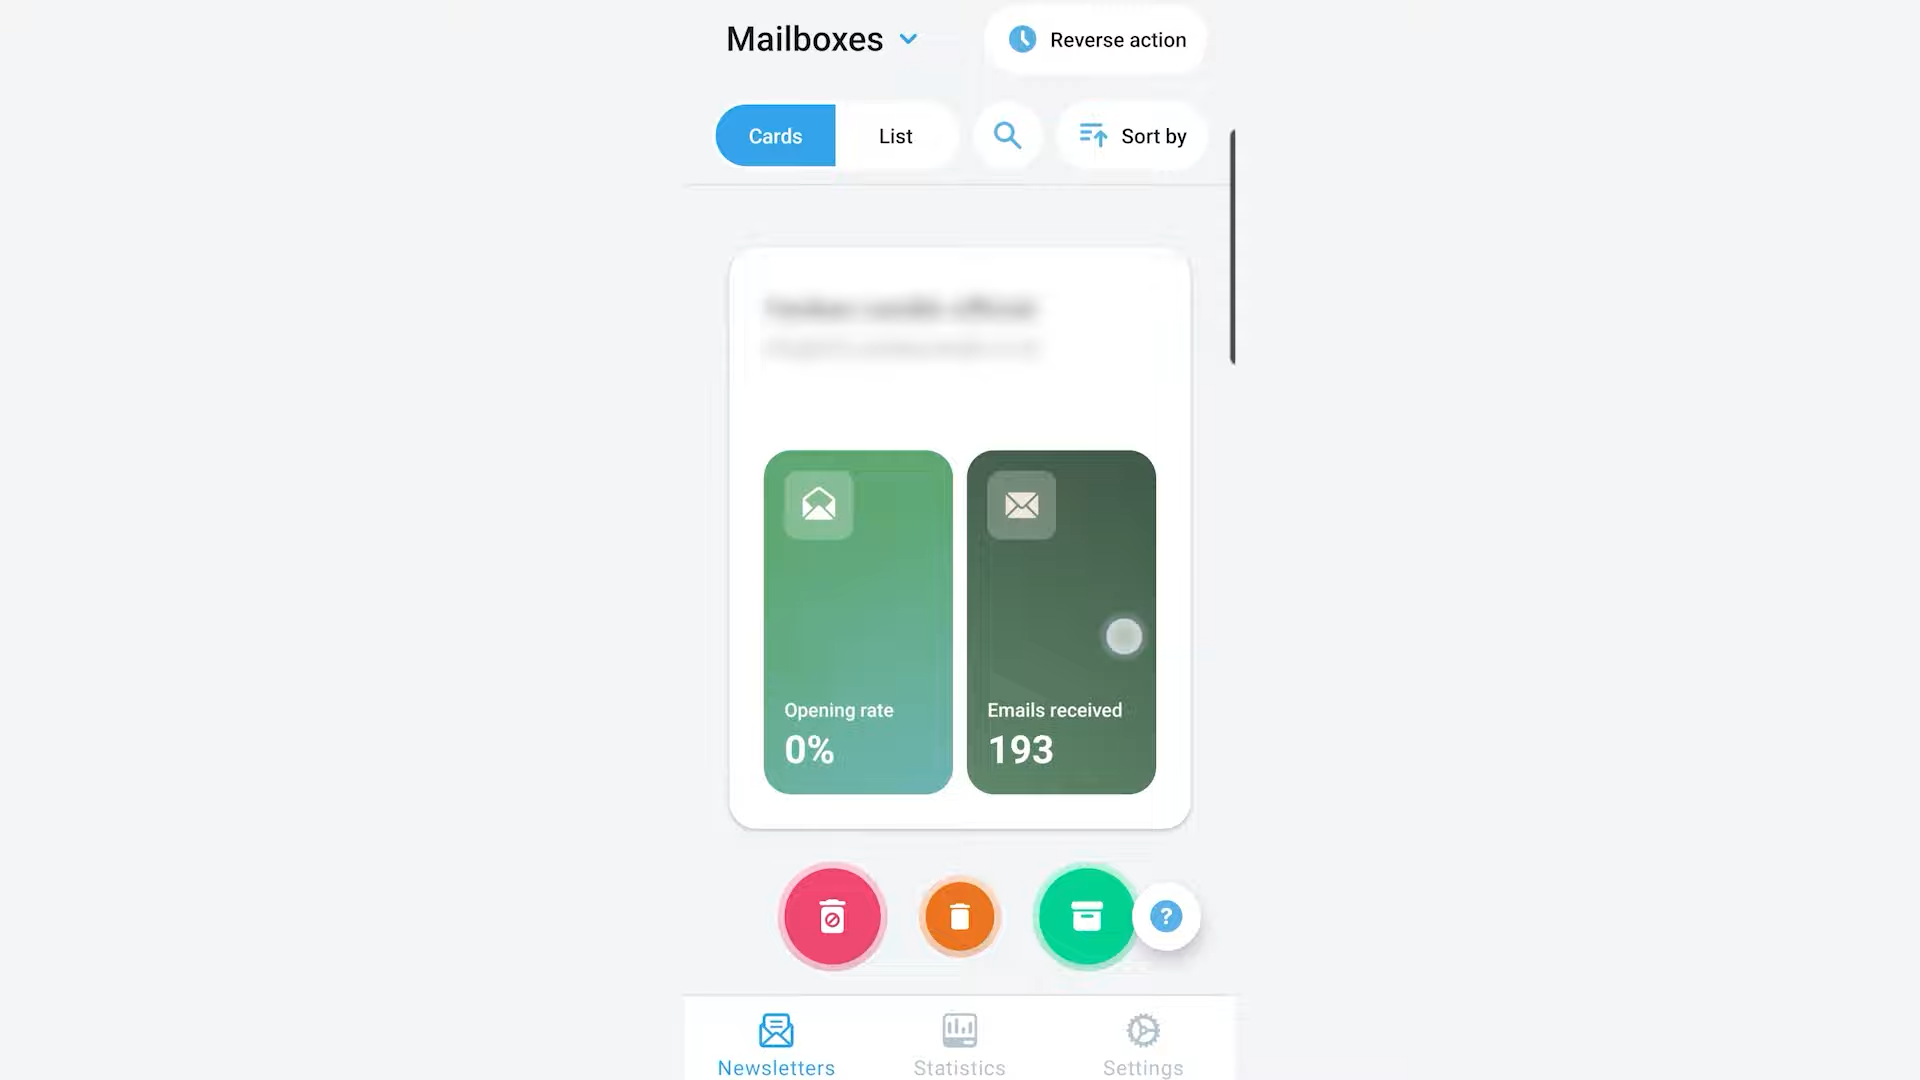 Mailboxes
Reverse action
Cards
List
Sort by
Opening rate
0%
Emails received
193
?
Newsletters
Statistics
Settings